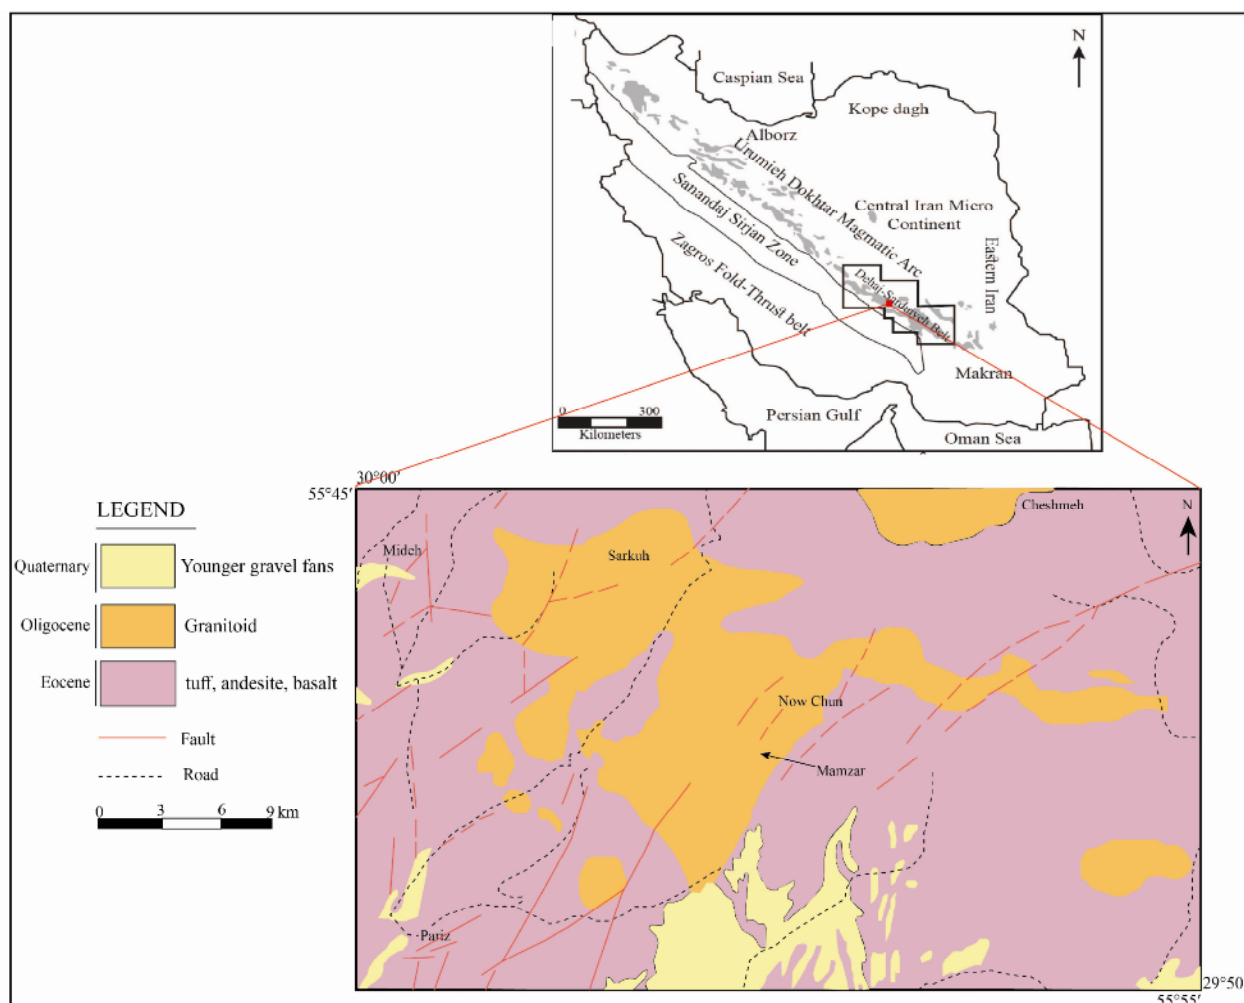 N
Caspian Sea
Kope dagh
Alborz
Urumieh Dokhtar Magmatic Arc
Sanandaj Sirjan Zone
Central Iran Micro
Continent
Zagros Fold-Thrust belt
Eastern Iran
Dehaj-Sarduiyeh Belt
Makran
0 300
Kilometers
Persian Gulf
Oman Sea
30°00'
55°45'
LEGEND
Quaternary
Younger gravel fans
Oligocene
Granitoid
Eocene
tuff, andesite, basalt
Fault
Road
0 3 6 9 km
Cheshmeh
N
Mideh
Sarkuh
Now Chun
Mamzar
Pariz
29°50
55°55'